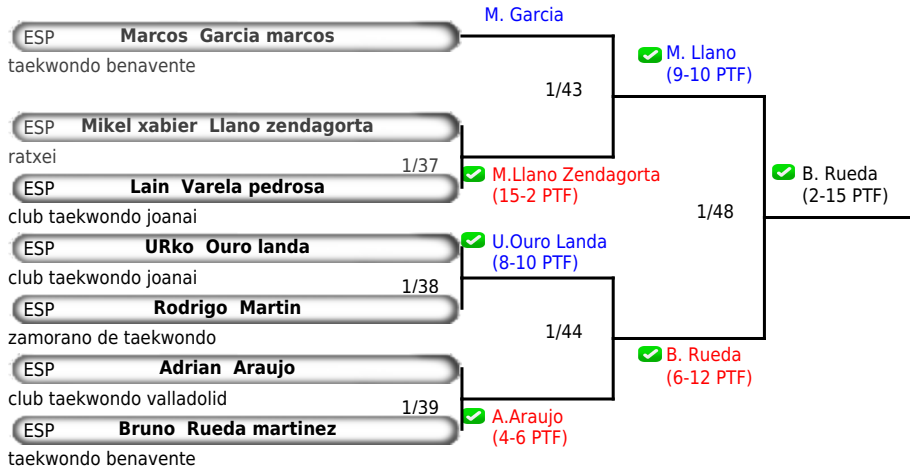 M. Garcia
ESP Marcos Garcia marcos
taekwondo benavente
M. Llano
(9-10 PTF)
1/43
ESP Mikel xabier Llano zendagorta
ratxei
1/37
M.Llano Zendagorta
(15-2 PTF)
ESP Lain Varela pedrosa
club taekwondo joanai
B. Rueda
(2-15 PTF)
1/48
ESP URko Ouro landa
club taekwondo joanai
U.Ouro Landa
(8-10 PTF)
1/38
ESP Rodrigo Martin
zamorano de taekwondo
1/44
ESP Adrian Araujo
club taekwondo valladolid
B. Rueda
(6-12 PTF)
1/39
A.Araujo
(4-6 PTF)
ESP Bruno Rueda martinez
taekwondo benavente